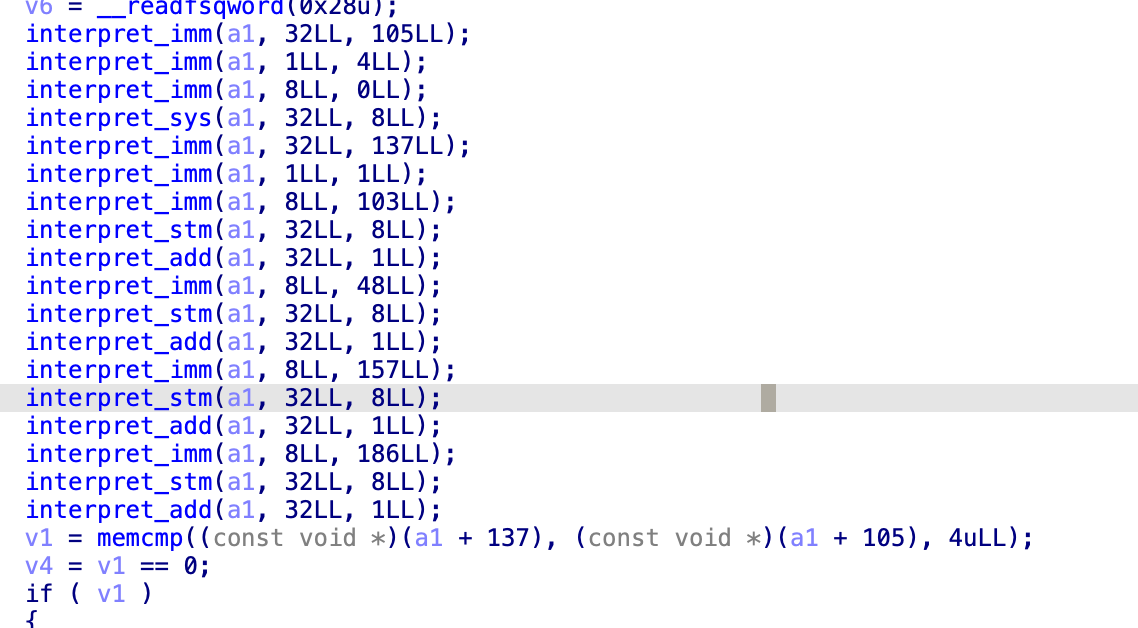 v6 = __readfsqword(0x28u);
interpret_imm(a1, 32LL, 105LL);
interpret_imm(a1, 1LL, 4LL);
interpret_imm(a1, 8LL, 0LL);
interpret_sys(a1, 32LL, 8LL);
interpret_imm(a1, 32LL, 137LL);
interpret_imm(a1, 1LL, 1LL);
interpret_imm(a1, 8LL, 103LL);
interpret_stm(a1, 32LL, 8LL);
interpret_add(a1, 32LL, 1LL);
interpret_imm(a1, 8LL, 48LL);
interpret_stm(a1, 32LL, 8LL);
interpret_add(a1, 32LL, 1LL);
interpret_imm(a1, 8LL, 157LL);
interpret_stm(a1, 32LL, 8LL);
interpret_add(a1, 32LL, 1LL);
interpret_imm(a1, 8LL, 186LL);
interpret_stm(a1, 32LL, 8LL);
interpret_add(a1, 32LL, 1LL);
v1 = memcmp((const void *)(a1 + 137), (const void *)(a1 + 105), 4uLL);
v4 = v1 == 0;
if ( v1 )
{